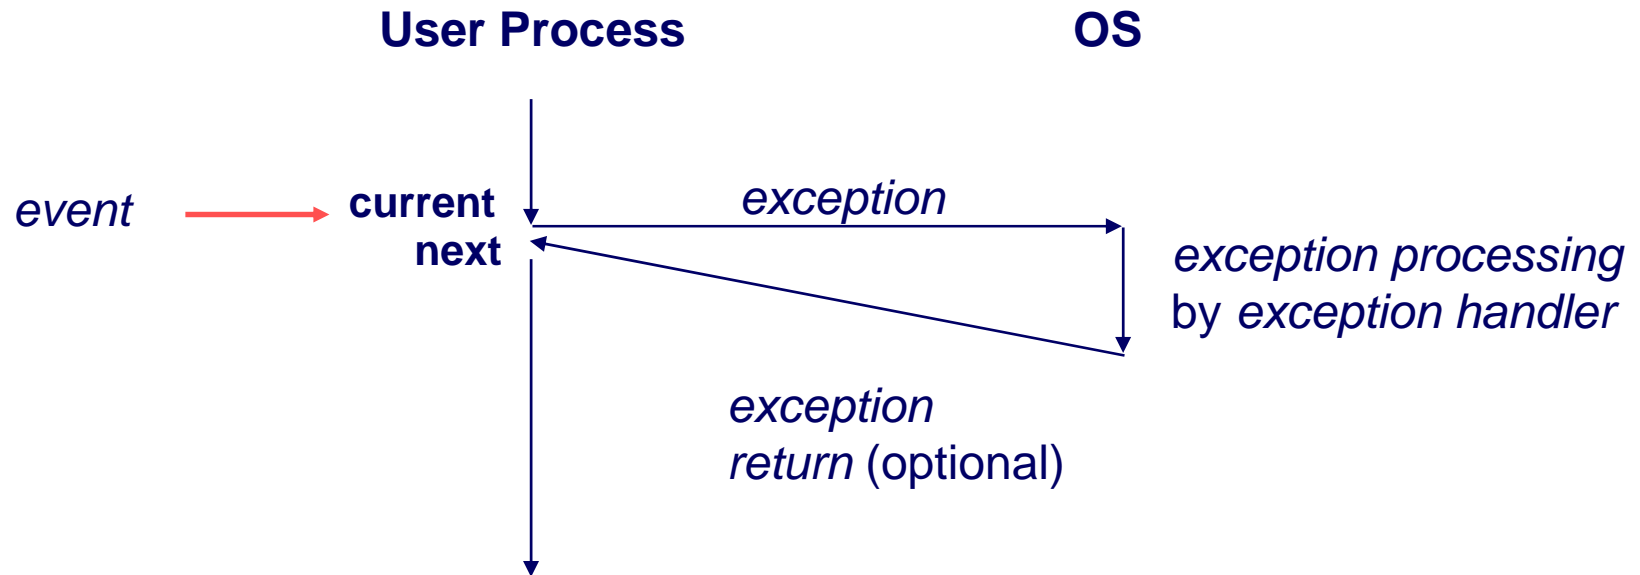 User Process
OS
event
current
next
exception
exception processing
by exception handler
exception
return (optional)